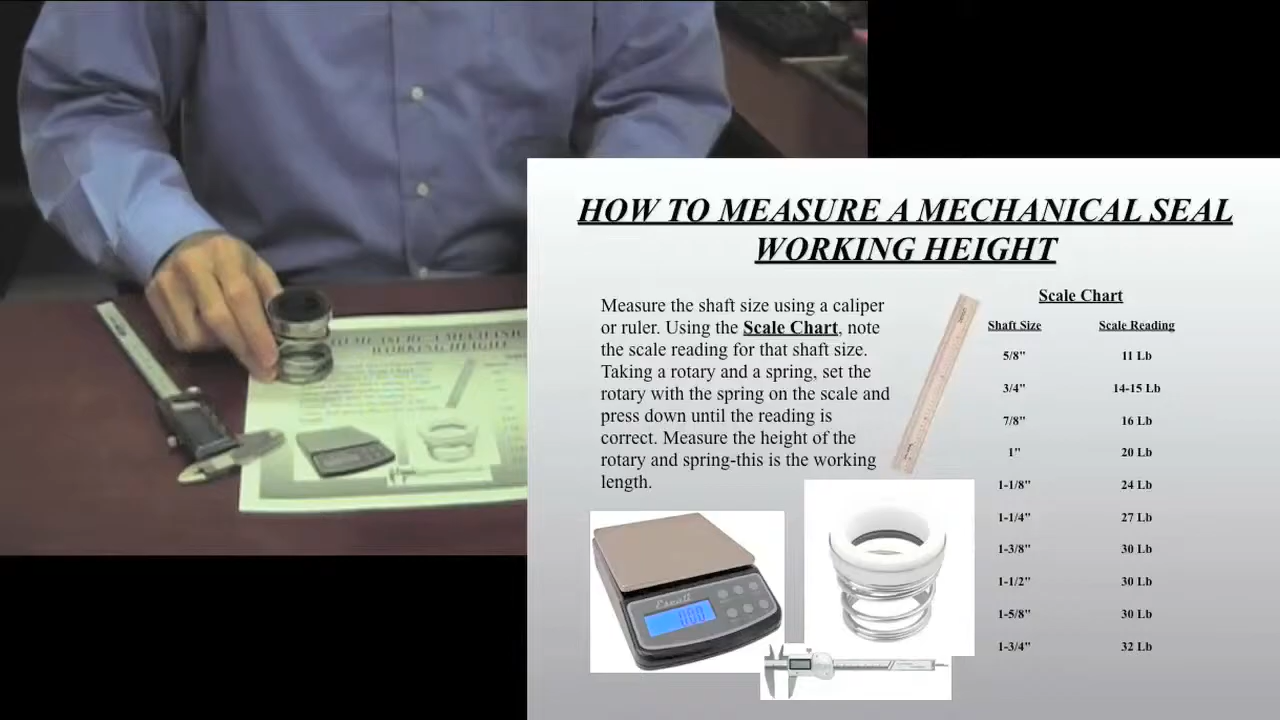 HOW TO MEASURE A MECHANICAL SEAL
WORKING HEIGHT
Measure the shaft size using a caliper
or ruler. Using the Scale Chart, note
the scale reading for that shaft size.
Taking a rotary and a spring, set the
rotary with the spring on the scale and
press down until the reading is
correct. Measure the height of the
rotary and spring-this is the working
length.
Scale Chart
Shaft Size Scale Reading
5/8" 11 Lb
3/4" 14-15 Lb
7/8" 16 Lb
1" 20 Lb
1-1/8" 24 Lb
1-1/4" 27 Lb
1-3/8" 30 Lb
1-1/2" 30 Lb
1-5/8" 30 Lb
1-3/4" 32 Lb
Escali
000
WORKING HEIGHT